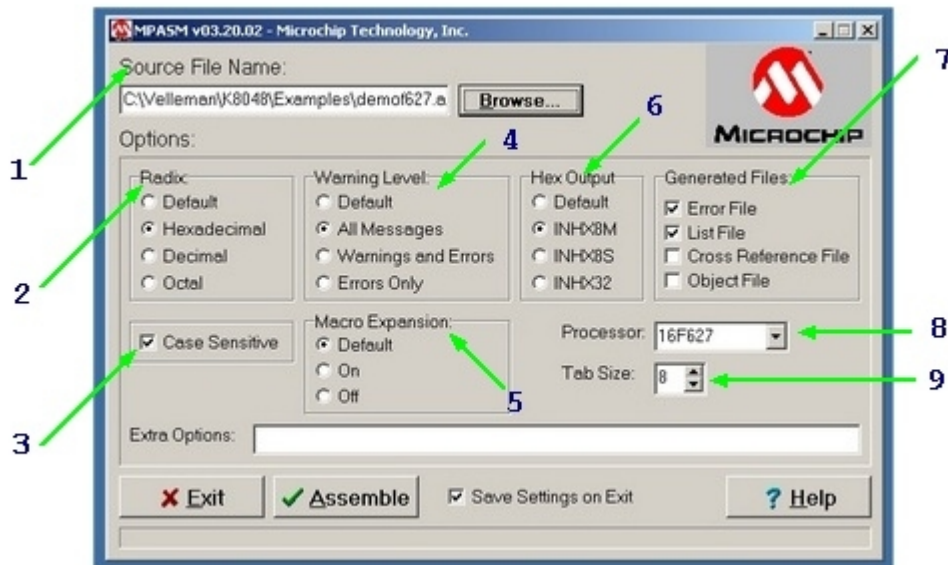 MPASM v03.20.02 - Microchip Technology, Inc.
Source File Name:
C:\Velleman\K8048\Examples\demof627.a
Browse...
MICROCHIP
Options:
1
2
3
4
5
6
7
8
9
Radix:
Default
Hexadecimal
Decimal
Octal
Warning Level:
Default
All Messages
Warnings and Errors
Errors Only
Hex Output
Default
INHX8M
INHX8S
INHX32
Generated Files:
Error File
List File
Cross Reference File
Object File
Case Sensitive
Macro Expansion:
Default
On
Off
Processor: 16F627
Tab Size: 8
Extra Options:
Exit
Assemble
Save Settings on Exit
? Help